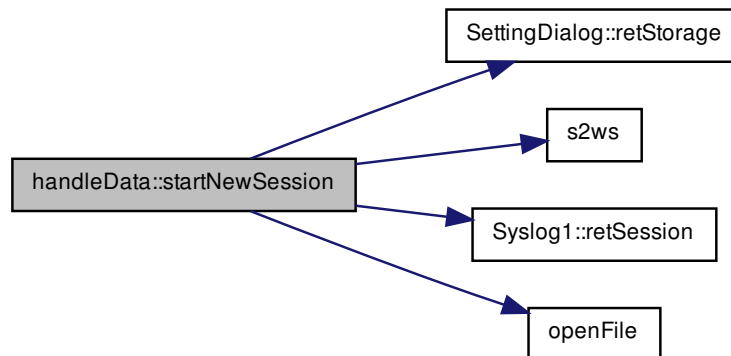 SettingDialog::retStorage
s2ws
handleData::startNewSession
Syslog1::retSession
openFile